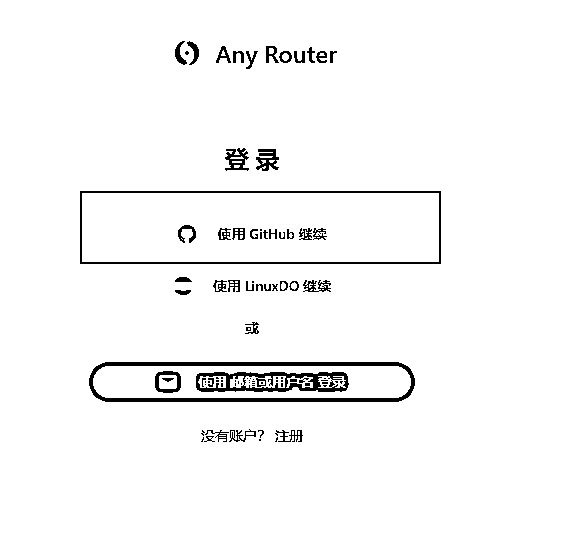 Any Router
登 录
使用 GitHub 继续
使用 LinuxDO 继续
或
使用 邮箱或用户名 登录
没有账户? 注册